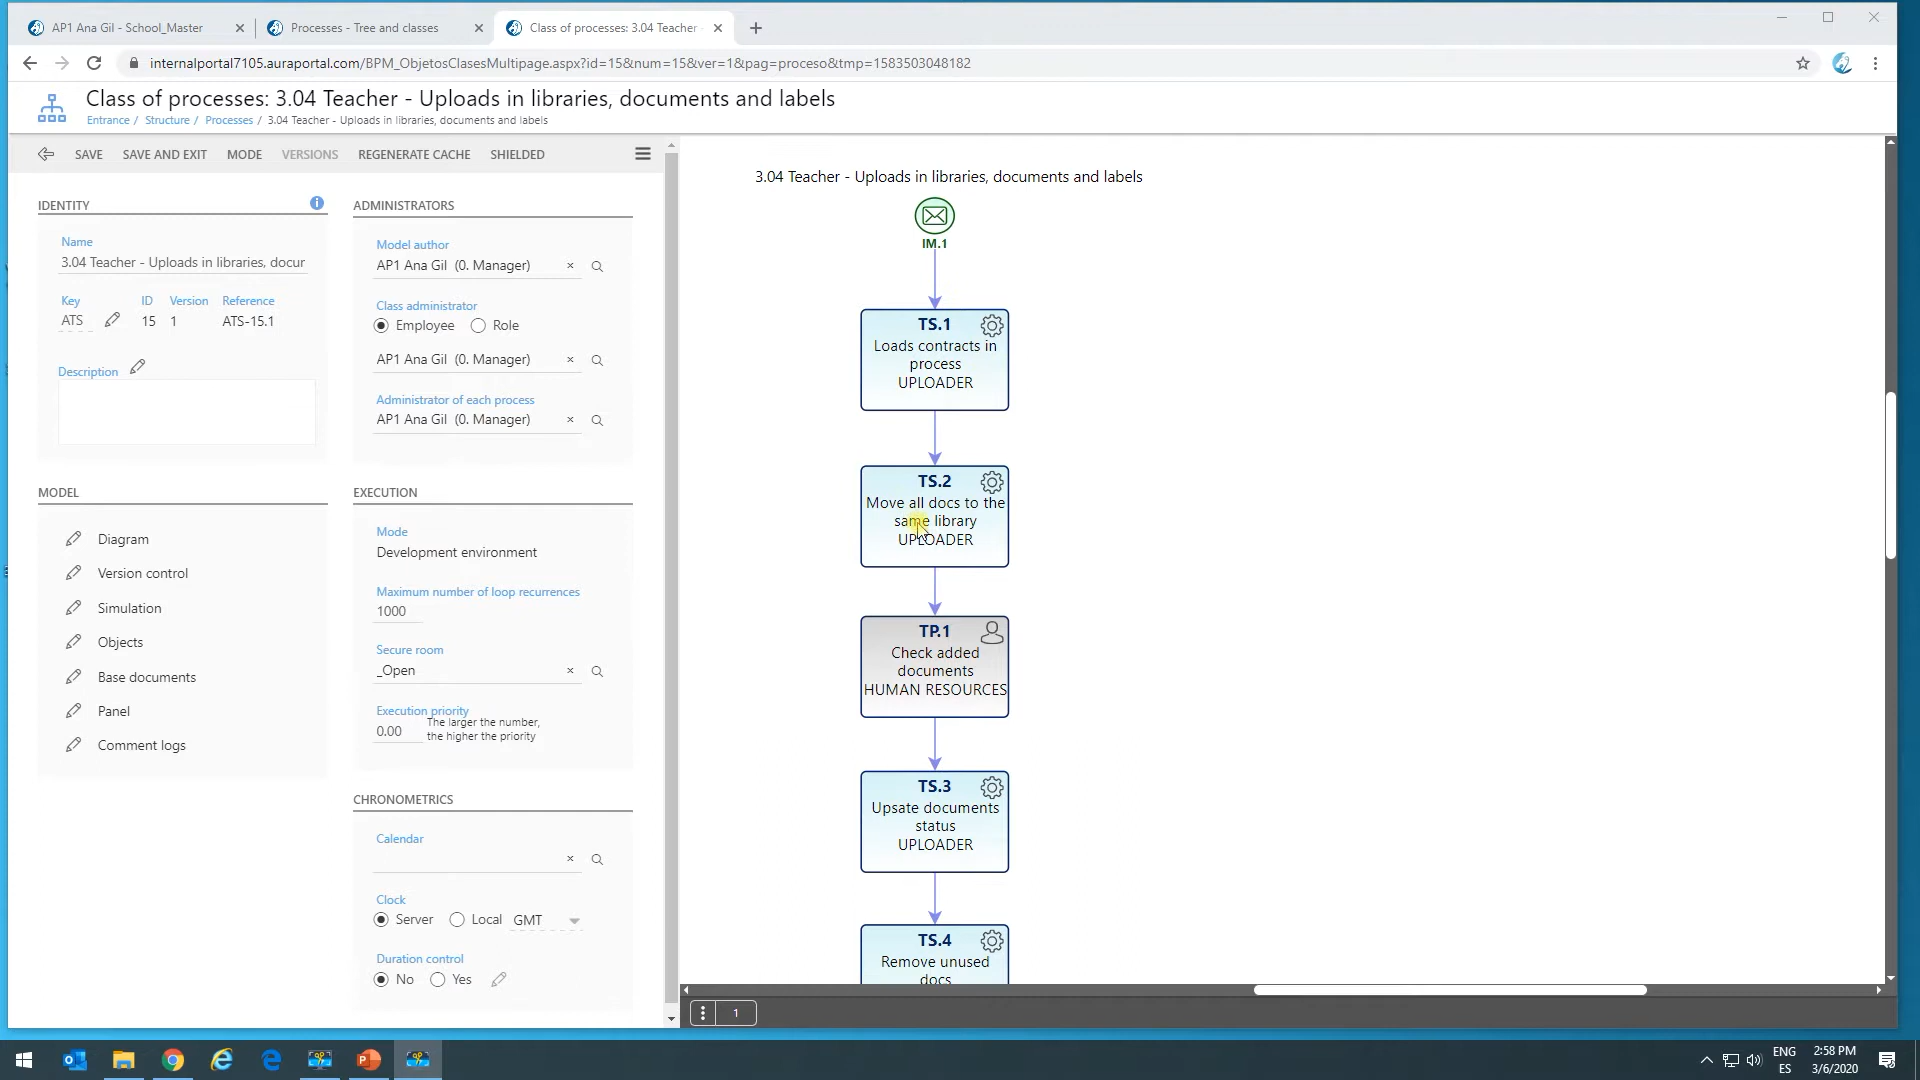 AP1 Ana Gil - School_Master
Processes - Tree and classes
Class of processes: 3.04 Teacher
internalportal7105.auraportal.com/BPM_ObjetosClasesMultipage.aspx?id=15&num=15&ver=1&pag=proceso&tmp=1583503048182
Class of processes: 3.04 Teacher - Uploads in libraries, documents and labels
Entrance / Structure / Processes / 3.04 Teacher - Uploads in libraries, documents and labels
SAVE SAVE AND EXIT MODE VERSIONS REGENERATE CACHE SHIELDED
IDENTITY
Name
3.04 Teacher - Uploads in libraries, docur
Key ID Version Reference
ATS 15 1 ATS-15.1
Description
MODEL
Diagram
Version control
Simulation
Objects
Base documents
Panel
Comment logs
ADMINISTRATORS
Model author
AP1 Ana Gil (0. Manager)
Class administrator
Employee Role
AP1 Ana Gil (0. Manager)
Administrator of each process
AP1 Ana Gil (0. Manager)
EXECUTION
Mode
Development environment
Maximum number of loop recurrences
1000
Secure room
_Open
Execution priority
0.00 The larger the number,
the higher the priority
CHRONOMETRICS
Calendar
Clock
Server Local GMT
Duration control
No Yes
3.04 Teacher - Uploads in libraries, documents and labels
IM.1
TS.1
Loads contracts in
process
UPLOADER
TS.2
Move all docs to the
same library
UPLOADER
TP.1
Check added
documents
HUMAN RESOURCES
TS.3
Upsate documents
status
UPLOADER
TS.4
Remove unused
docs
1
ENG
ES
2:58 PM
3/6/2020